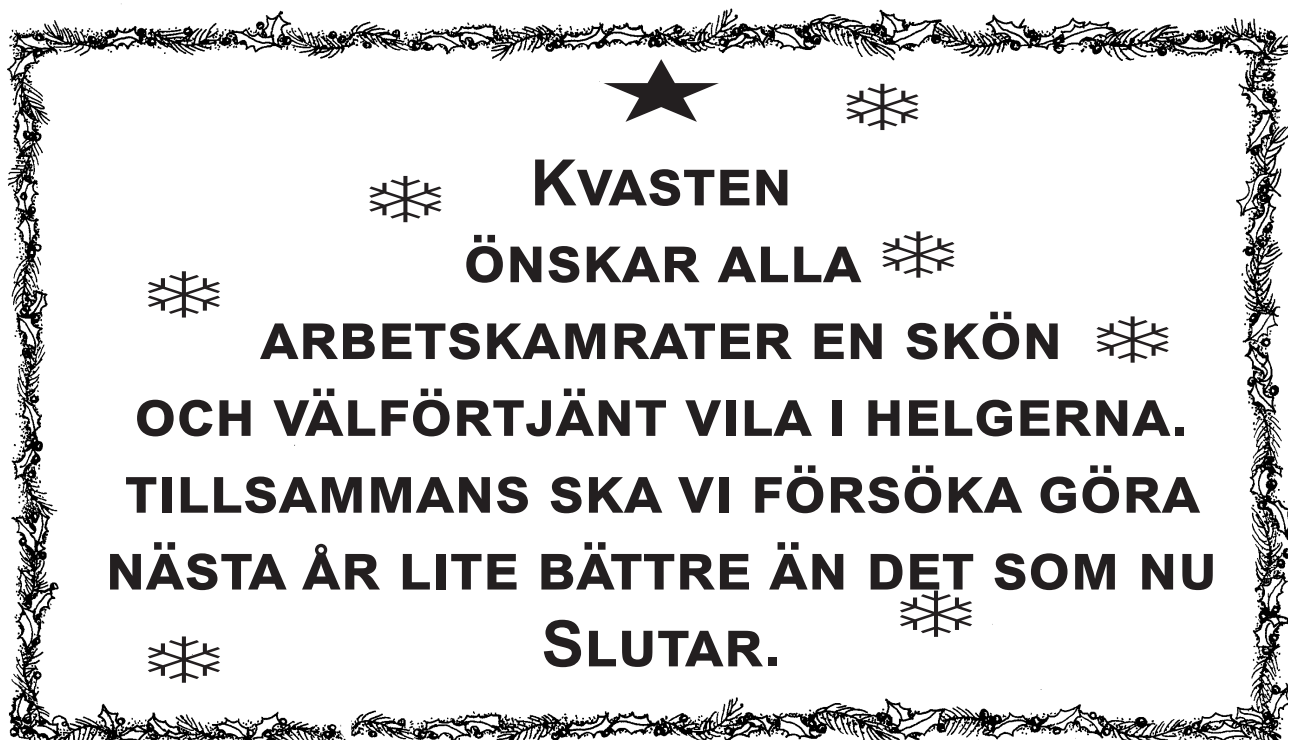 KVASTEN
ÖNSKAR ALLA
ARBETSKAMRATER EN SKÖN
OCH VÄLFÖRTJÄNT VILA I HELGERNA.
TILLSAMMANS SKA VI FÖRSÖKA GÖRA
NÄSTA ÅR LITE BÄTTRE ÄN DET SOM NU
SLUTAR.